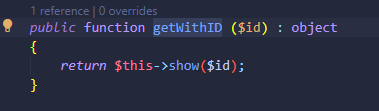 1 reference | 0 overrides
public function getWithID ($id) : object
{
    return $this->show($id);
}